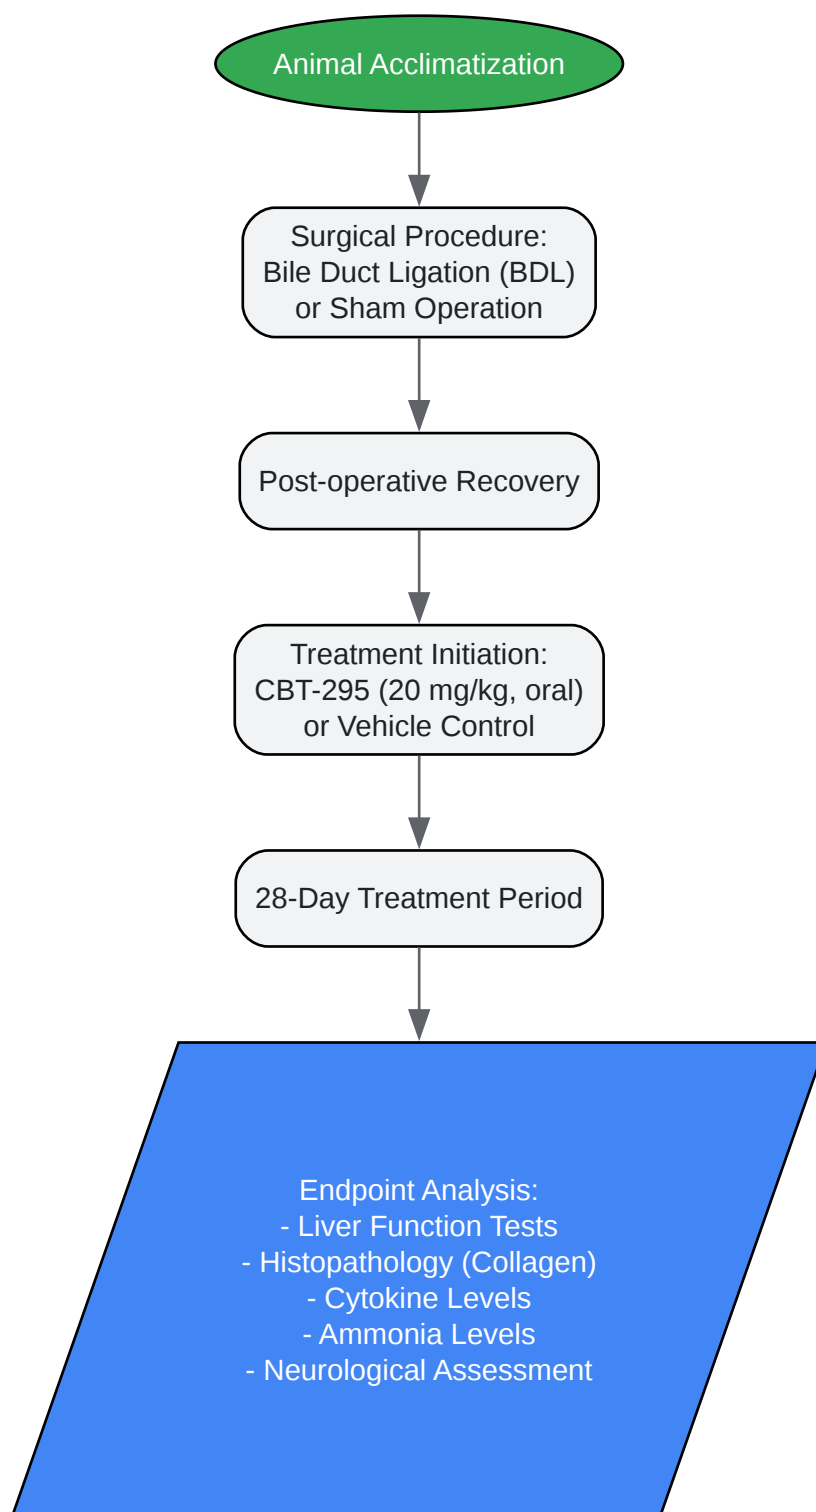 Animal Acclimatization
Surgical Procedure:
Bile Duct Ligation (BDL)
or Sham Operation
Post-operative Recovery
Treatment Initiation:
CBT-295 (20 mg/kg, oral)
or Vehicle Control
28-Day Treatment Period
Endpoint Analysis:
- Liver Function Tests
- Histopathology (Collagen)
- Cytokine Levels
- Ammonia Levels
- Neurological Assessment